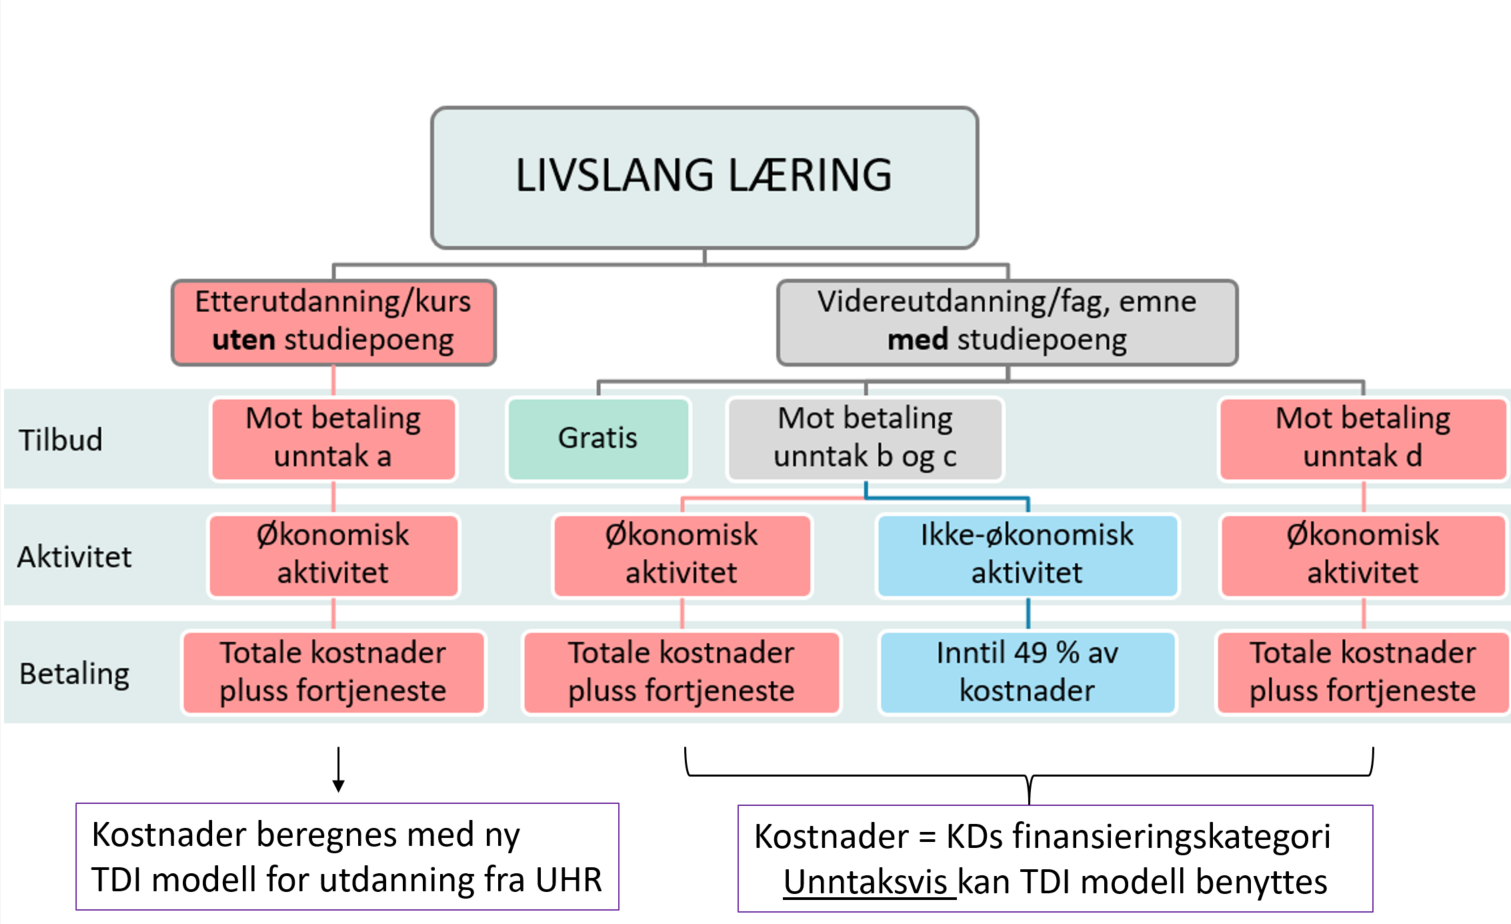 LIVSLANG LÆRING
Etterutdanning/kurs
uten studiepoeng
Videreutdanning/fag, emne
med studiepoeng
Tilbud
Mot betaling
unntak a
Gratis
Mot betaling
unntak b og c
Mot betaling
unntak d
Aktivitet
Økonomisk
aktivitet
Økonomisk
aktivitet
Ikke-økonomisk
aktivitet
Økonomisk
aktivitet
Betaling
Totale kostnader
pluss fortjeneste
Totale kostnader
pluss fortjeneste
Inntil 49 % av
kostnader
Totale kostnader
pluss fortjeneste
Kostnader beregnes med ny
TDI modell for utdanning fra UHR
Kostnader = KDs finansieringskategori
Unntaksvis kan TDI modell benyttes